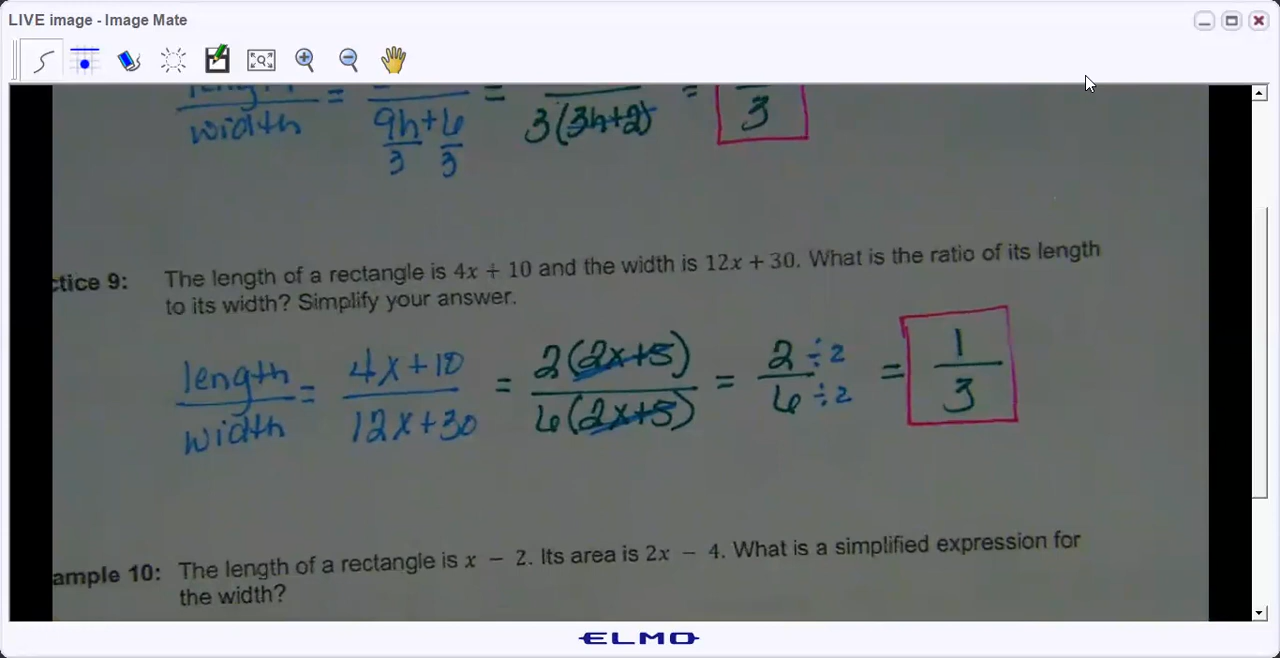 LIVE image - Image Mate
length/width = /(9h+6) = /3(3h+2) = /3
3 3
ctice 9: The length of a rectangle is 4x + 10 and the width is 12x + 30. What is the ratio of its length
to its width? Simplify your answer.
length/width = (4x+10)/(12x+30) = 2(2x+5)/6(2x+5) = 2÷2/6÷2 = 1/3
ample 10: The length of a rectangle is x − 2. Its area is 2x − 4. What is a simplified expression for
the width?
ELMO